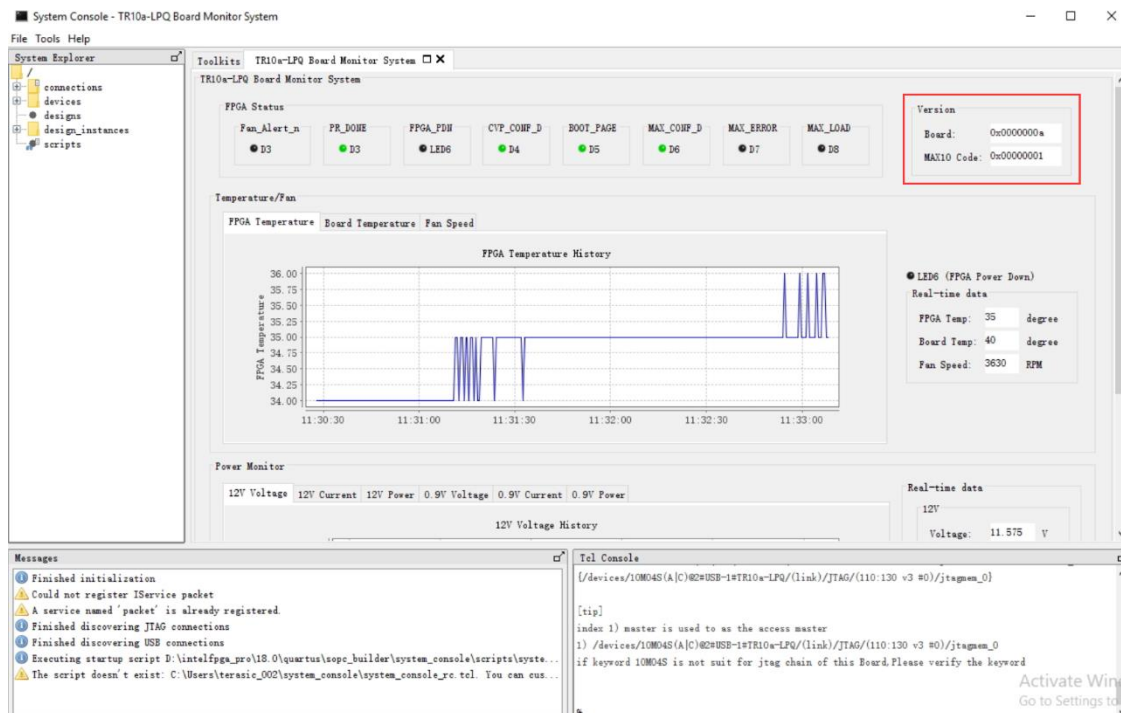 System Console - TR10a-LPQ Board Monitor System
File Tools Help
System Explorer
/
connections
devices
designs
design_instances
scripts
Toolkits TR10a-LPQ Board Monitor System
TR10a-LPQ Board Monitor System
FPGA Status
Fan_Alert_n PR_DONE FPGA_PDN CVP_CONF_D BOOT_PAGE MAX_CONF_D MAX_ERROR MAX_LOAD
D3 D3 LED6 D4 D5 D6 D7 D8
Version
Board: 0x0000000a
MAX10 Code: 0x00000001
Temperature/Fan
FPGA Temperature Board Temperature Fan Speed
FPGA Temperature History
FPGA Temperature
36.00
35.75
35.50
35.25
35.00
34.75
34.50
34.25
34.00
11:30:30 11:31:00 11:31:30 11:32:00 11:32:30 11:33:00
LED6 (FPGA Power Down)
Real-time data
FPGA Temp: 35 degree
Board Temp: 40 degree
Fan Speed: 3630 RPM
Power Monitor
12V Voltage 12V Current 12V Power 0.9V Voltage 0.9V Current 0.9V Power
12V Voltage History
Real-time data
12V
Voltage: 11.575 V
Messages
Finished initialization
Could not register IService packet
A service named 'packet' is already registered.
Finished discovering JTAG connections
Finished discovering USB connections
Executing startup script D:\intelfpga_pro\18.0\quartus\sopc_builder\system_console\scripts\syste...
The script doesn't exist: C:\Users\terasic_002\system_console\system_console_rc.tcl. You can cus...
Tcl Console
{/devices/10M04S(A|C)@2#USB-1#TR10a-LPQ/(link)/JTAG/(110:130 v3 #0)/jtagmem_0}
[tip]
index 1) master is used to as the access master
1) /devices/10M04S(A|C)@2#USB-1#TR10a-LPQ/(link)/JTAG/(110:130 v3 #0)/jtagmem_0
if keyword 10M04S is not suit for jtag chain of this Board,Please verify the keyword
%
Activate Win
Go to Settings to